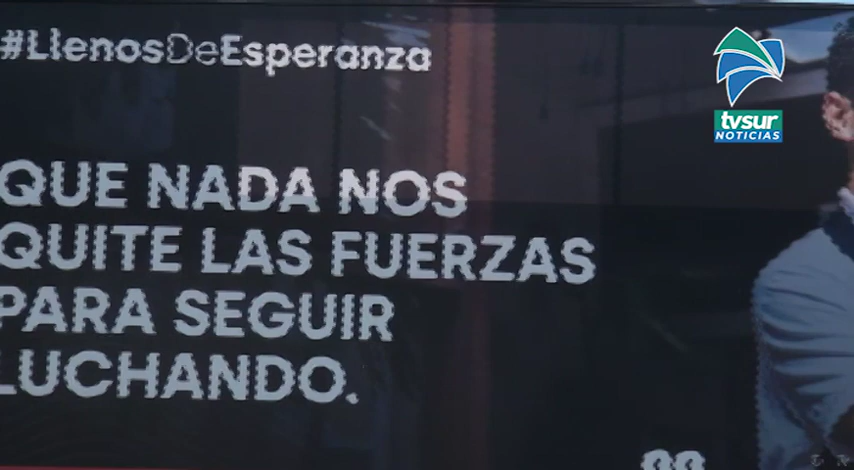 #LlenosDeEsperanza
tvsur
NOTICIAS
QUE NADA NOS
QUITE LAS FUERZAS
PARA SEGUIR
LUCHANDO.